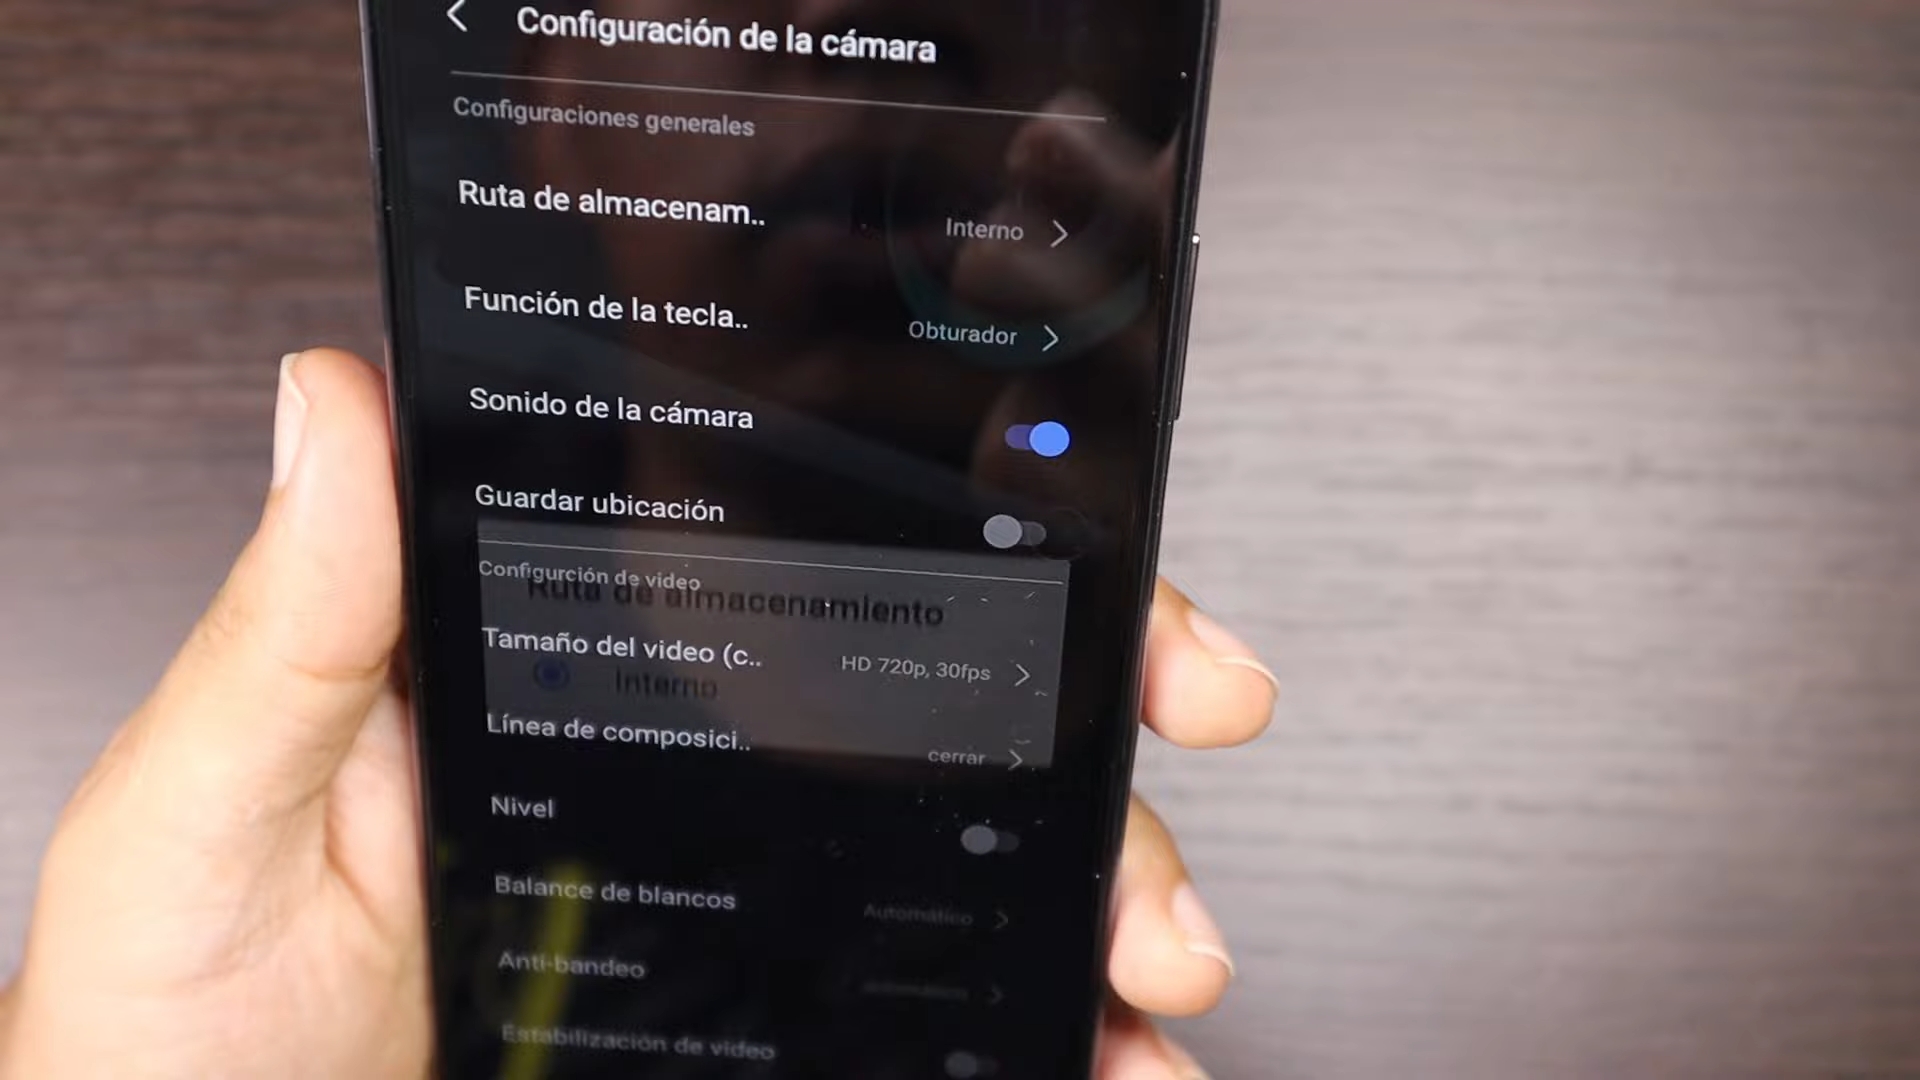 Configuración de la cámara
Configuraciones generales
Ruta de almacenam..
Interno
Función de la tecla..
Obturador
Sonido de la cámara
Guardar ubicación
Configurción de video
Ruta de almacenamiento
Tamaño del video (c..
HD 720p, 30fps
Interno
Línea de composici..
cerrar
Nivel
Balance de blancos
Automático
Anti-bandeo
Estabilización de video